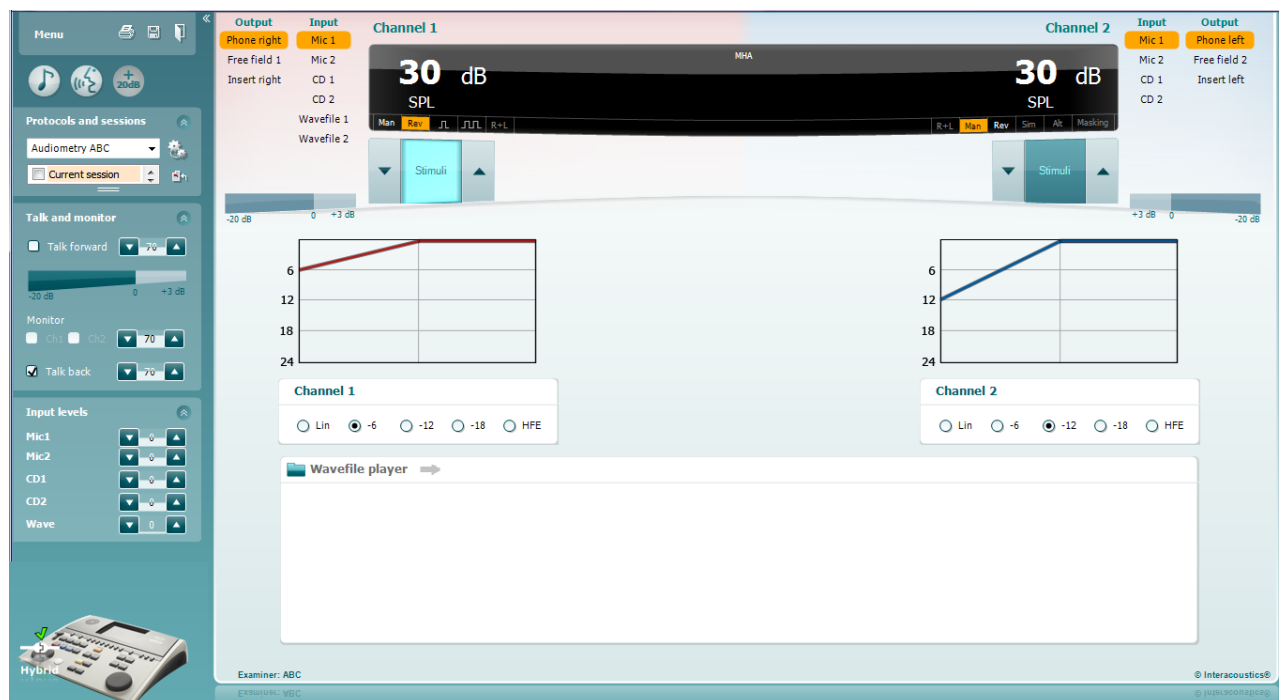 Menu
20dB
Protocols and sessions
Audiometry ABC
Current session
Talk and monitor
Talk forward 70
-20 dB 0 +3 dB
Monitor
Ch1 Ch2 70
Talk back 70
Input levels
Mic1 0
Mic2 0
CD1 0
CD2 0
Wave 0
Hybrid
Output Input
Phone right Mic 1
Free field 1 Mic 2
Insert right CD 1
CD 2
Wavefile 1
Wavefile 2
Channel 1
30 dB
SPL
Man Rev R+L
MHA
Channel 2
30 dB
SPL
R+L Man Rev Sim Alt Masking
Input Output
Mic 1 Phone left
Mic 2 Free field 2
CD 1 Insert left
CD 2
Stimuli
Stimuli
-20 dB 0 +3 dB
+3 dB 0 -20 dB
6
12
18
24
6
12
18
24
Channel 1
Lin -6 -12 -18 HFE
Channel 2
Lin -6 -12 -18 HFE
Wavefile player
Examiner: ABC
© Interacoustics®